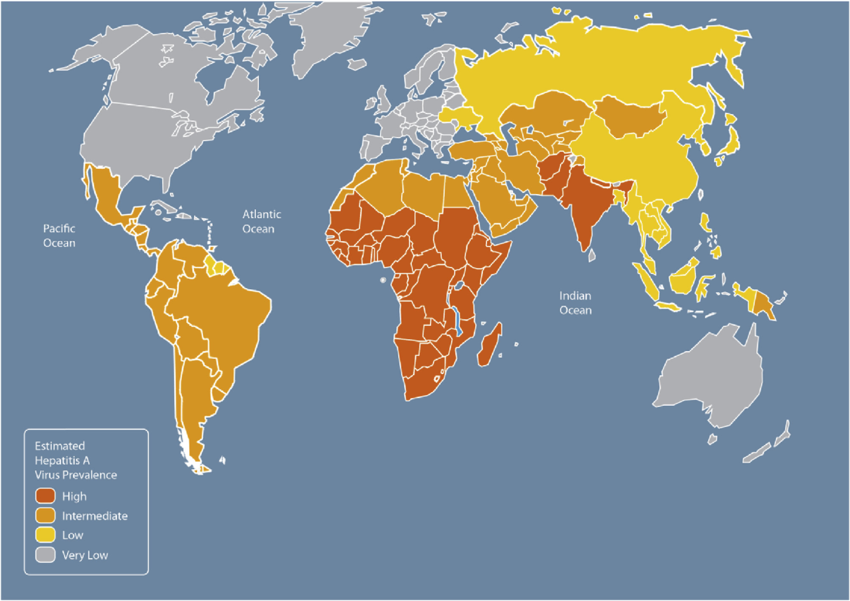 Pacific
Ocean
Atlantic
Ocean
Indian
Ocean
Estimated
Hepatitis A
Virus Prevalence
High
Intermediate
Low
Very Low